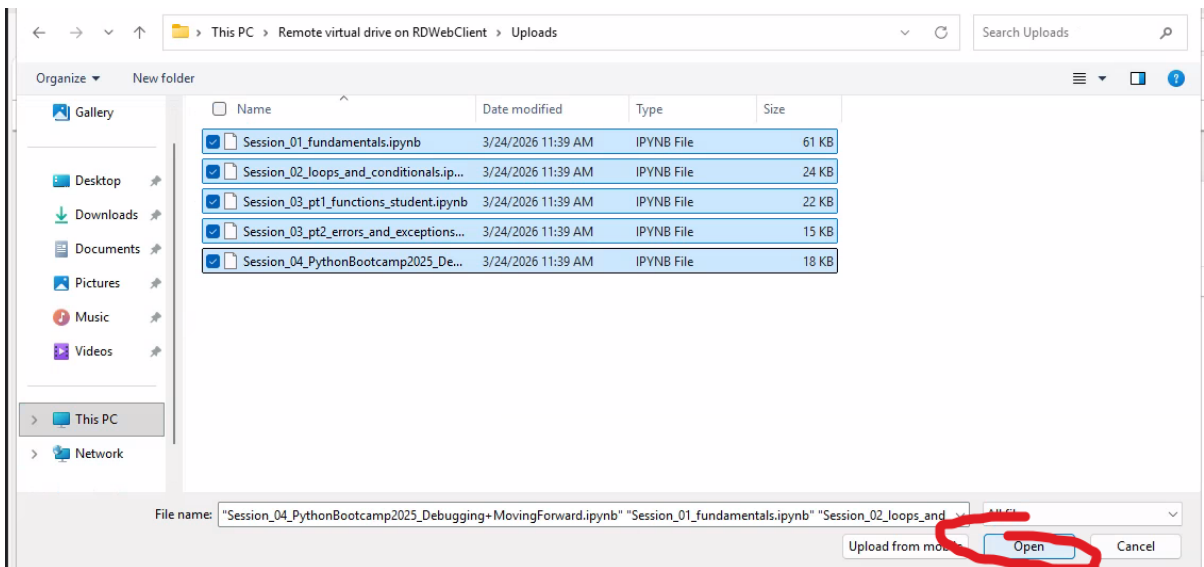 This PC > Remote virtual drive on RDWebClient > Uploads
Search Uploads
Organize
New folder
Gallery
Name
Date modified
Type
Size
Session_01_fundamentals.ipynb 3/24/2026 11:39 AM IPYNB File 61 KB
Desktop
Session_02_loops_and_conditionals.ip... 3/24/2026 11:39 AM IPYNB File 24 KB
Downloads
Session_03_pt1_functions_student.ipynb 3/24/2026 11:39 AM IPYNB File 22 KB
Documents
Session_03_pt2_errors_and_exceptions... 3/24/2026 11:39 AM IPYNB File 15 KB
Session_04_PythonBootcamp2025_De... 3/24/2026 11:39 AM IPYNB File 18 KB
Pictures
Music
Videos
This PC
Network
File name: "Session_04_PythonBootcamp2025_Debugging+MovingForward.ipynb" "Session_01_fundamentals.ipynb" "Session_02_loops_and
Upload from
Open
Cancel